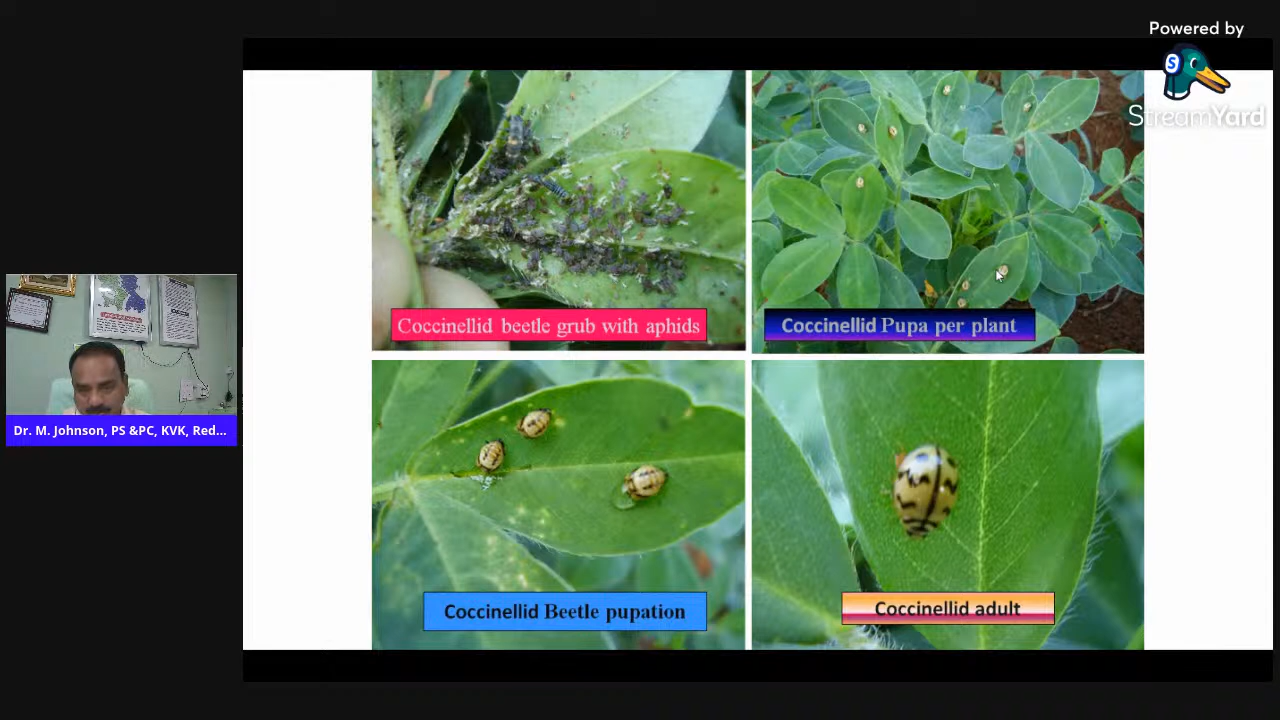 Powered by
StreamYard
Coccinellid beetle grub with aphids
Coccinellid Pupa per plant
Dr. M. Johnson, PS &PC, KVK, Red...
Coccinellid Beetle pupation
Coccinellid adult